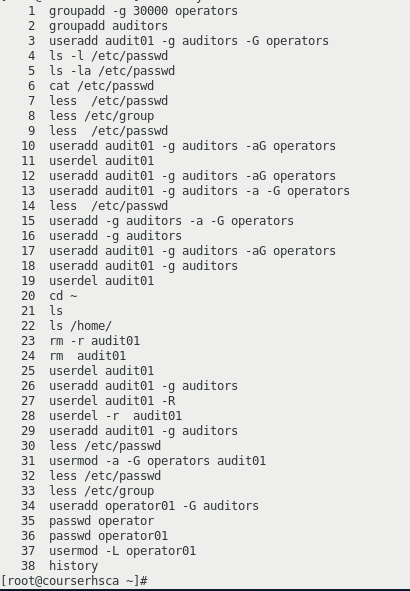 1 groupadd -g 30000 operators
2 groupadd auditors
3 useradd audit01 -g auditors -G operators
4 ls -l /etc/passwd
5 ls -la /etc/passwd
6 cat /etc/passwd
7 less  /etc/passwd
8 less /etc/group
9 less  /etc/passwd
10 useradd audit01 -g auditors -aG operators
11 userdel audit01
12 useradd audit01 -g auditors -aG operators
13 useradd audit01 -g auditors -a -G operators
14 less  /etc/passwd
15 useradd -g auditors -a -G operators
16 useradd -g auditors
17 useradd audit01 -g auditors -aG operators
18 useradd audit01 -g auditors
19 userdel audit01
20 cd ~
21 ls
22 ls /home/
23 rm -r audit01
24 rm  audit01
25 userdel audit01
26 useradd audit01 -g auditors
27 userdel audit01 -R
28 userdel -r  audit01
29 useradd audit01 -g auditors
30 less /etc/passwd
31 usermod -a -G operators audit01
32 less /etc/passwd
33 less /etc/group
34 useradd operator01 -G auditors
35 passwd operator
36 passwd operator01
37 usermod -L operator01
38 history
[root@courserhsca ~]#